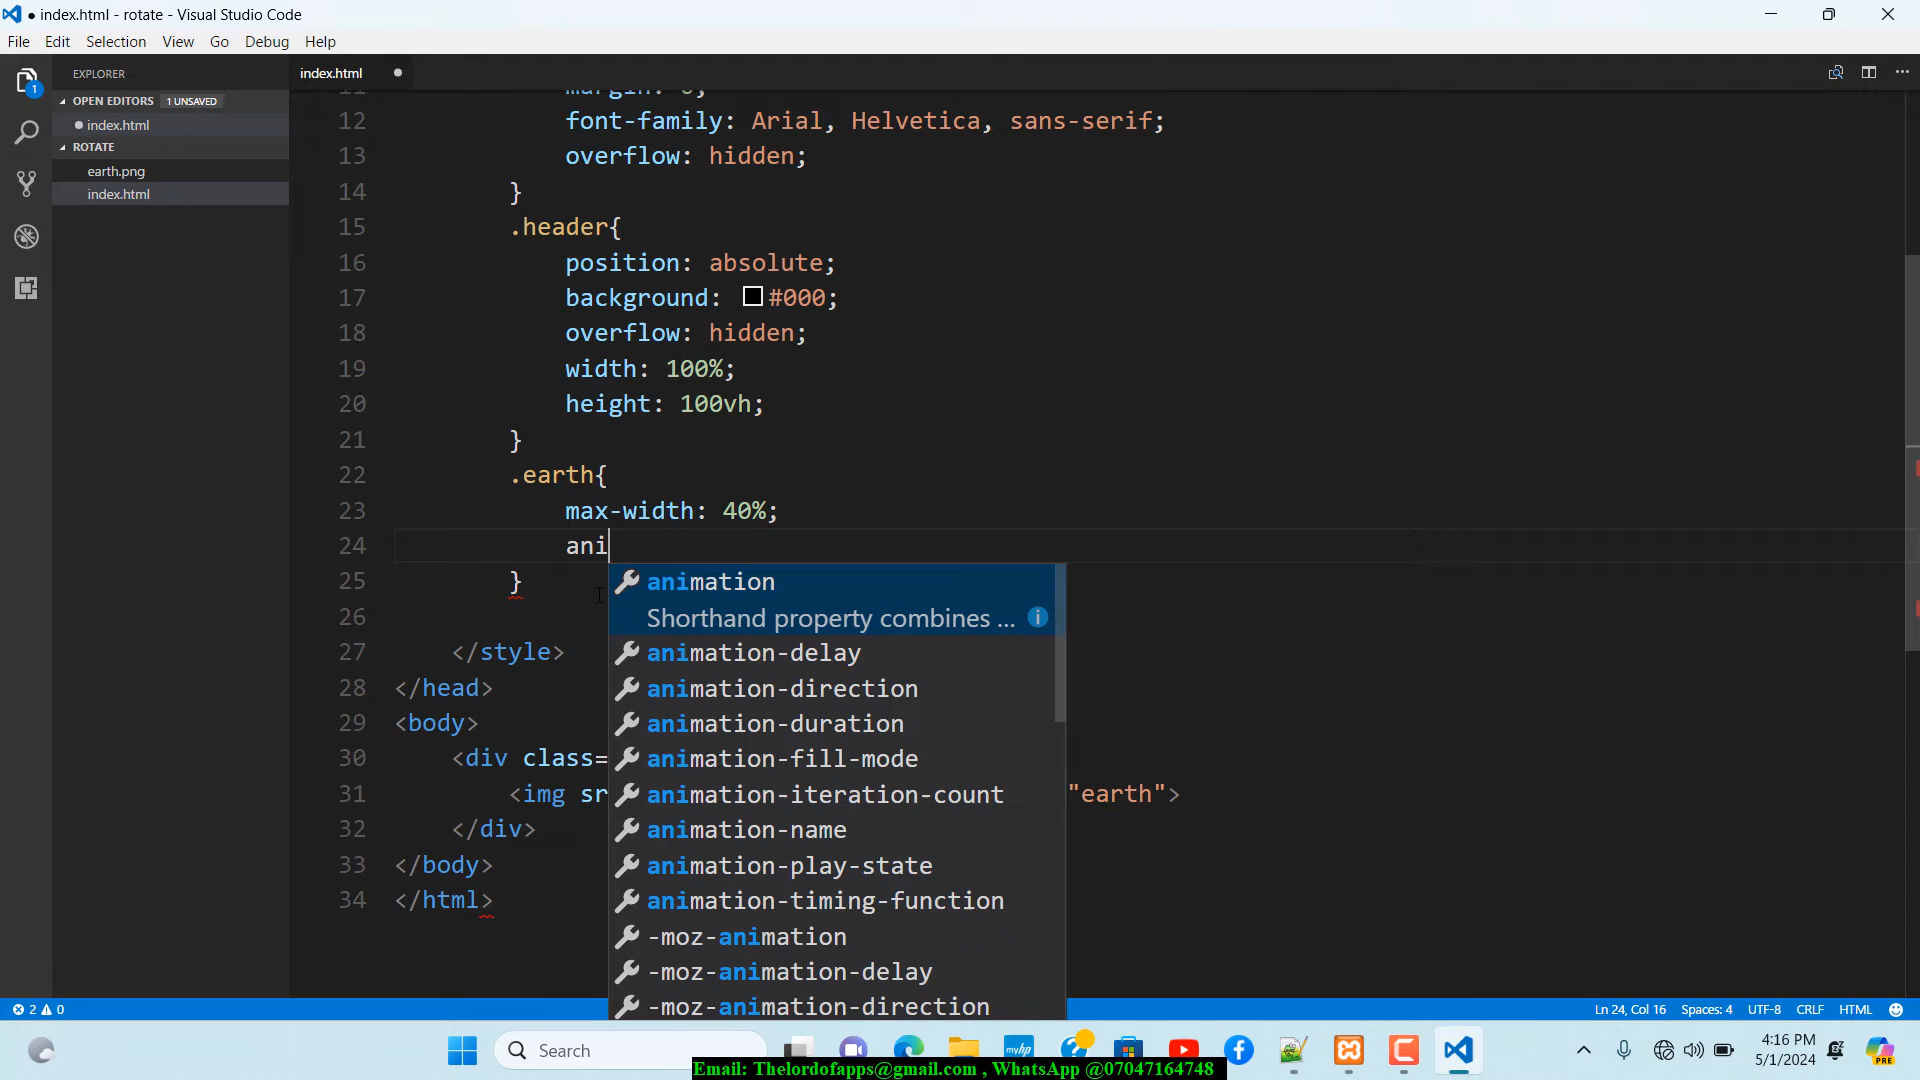 ● index.html - rotate - Visual Studio Code
File Edit Selection View Go Debug Help
EXPLORER
index.html
OPEN EDITORS 1 UNSAVED
index.html
ROTATE
earth.png
index.html
1
12 font-family: Arial, Helvetica, sans-serif;
13 overflow: hidden;
14 }
15 .header{
16 position: absolute;
17 background: #000;
18 overflow: hidden;
19 width: 100%;
20 height: 100vh;
21 }
22 .earth{
23 max-width: 40%;
24 ani
25 }
26
27 </style>
28 </head>
29 <body>
30 <div class=
31 <img sr "earth">
32 </div>
33 </body>
34 </html>
animation
Shorthand property combines ...
animation-delay
animation-direction
animation-duration
animation-fill-mode
animation-iteration-count
animation-name
animation-play-state
animation-timing-function
-moz-animation
-moz-animation-delay
-moz-animation-direction
2 0
Ln 24, Col 16 Spaces: 4 UTF-8 CRLF HTML
Search
myhp
4:16 PM
5/1/2024
PRE
Email: Thelordofapps@gmail.com , WhatsApp @07047164748